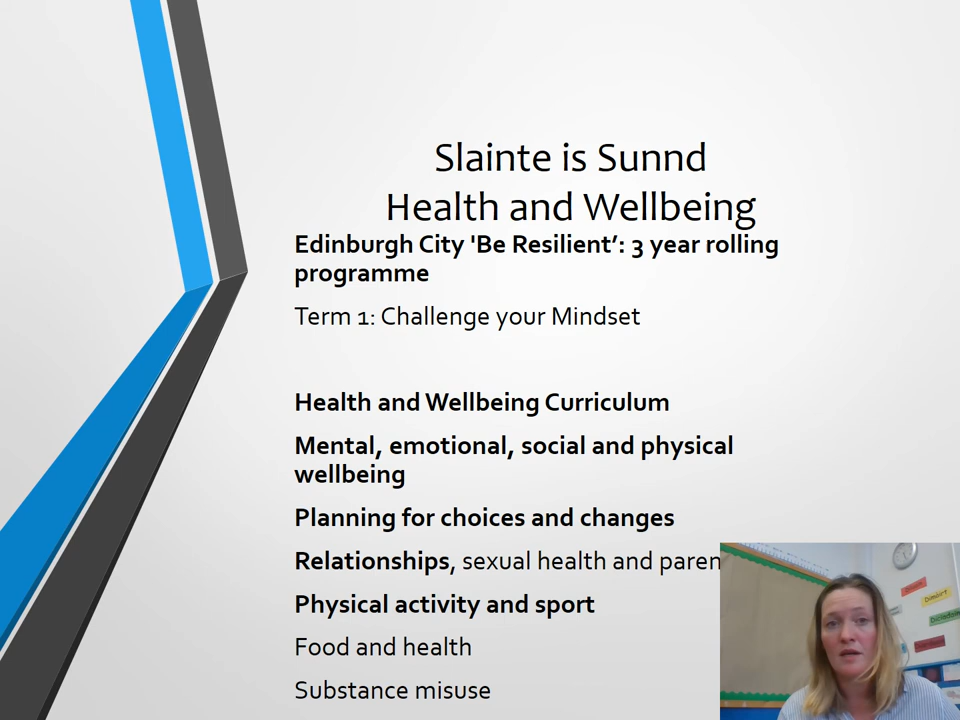 Slainte is Sunnd
Health and Wellbeing
Edinburgh City 'Be Resilient’: 3 year rolling
programme
Term 1: Challenge your Mindset
Health and Wellbeing Curriculum
Mental, emotional, social and physical
wellbeing
Planning for choices and changes
Relationships, sexual health and paren
Physical activity and sport
Food and health
Substance misuse